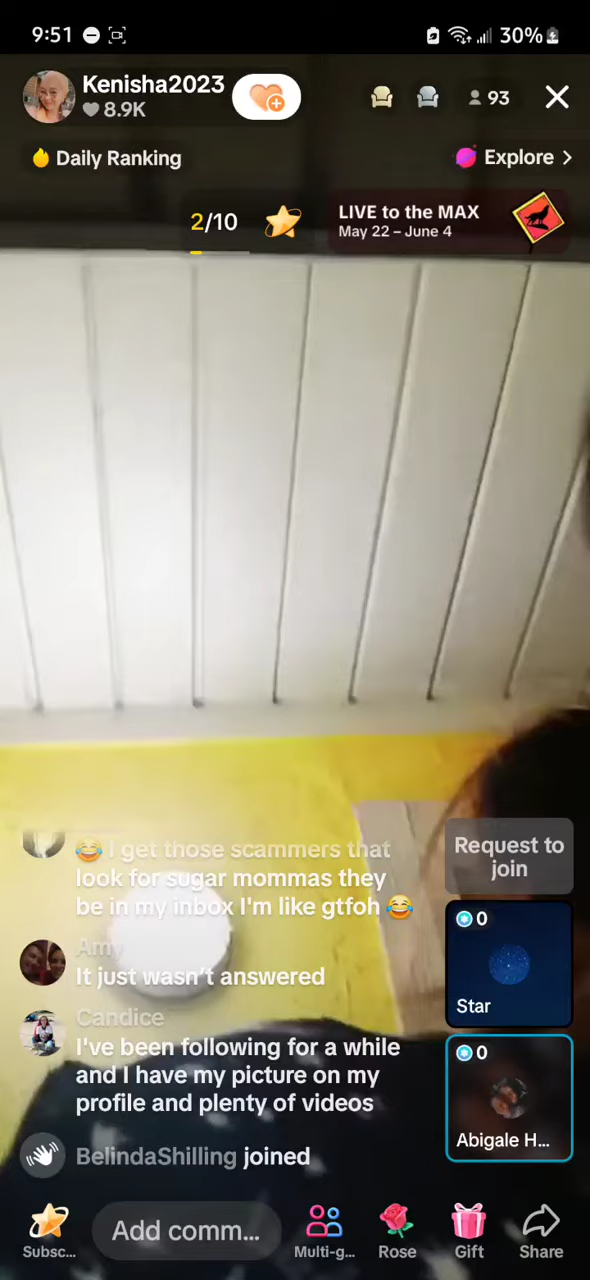 9:51
30%
Kenisha2023
8.9K
93
Daily Ranking
Explore >
2/10
LIVE to the MAX
May 22 – June 4
😂 I get those scammers that
look for sugar mommas they
be in my inbox I'm like gtfoh 😂
Amy
It just wasn't answered
Candice
I've been following for a while
and I have my picture on my
profile and plenty of videos
BelindaShilling joined
Request to
join
0
Star
0
Abigale H...
Add comm...
Subsc...
Multi-g...
Rose
Gift
Share